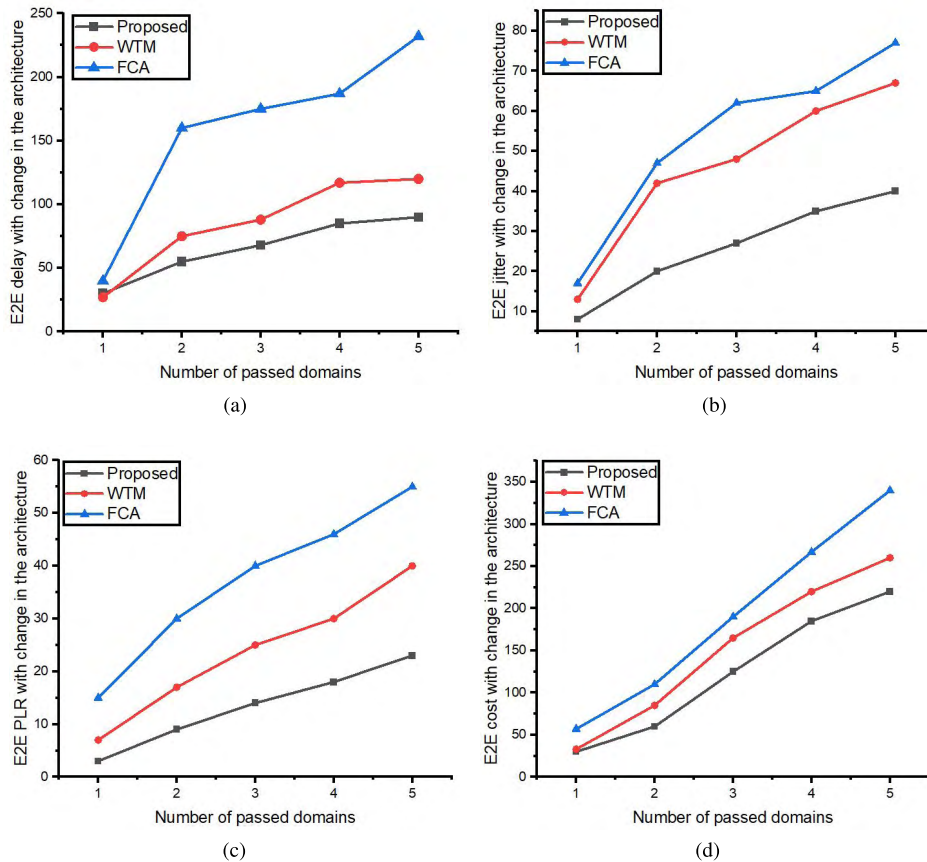 Proposed
WTM
FCA
E2E delay with change in the architecture
250
200
150
100
50
0
1 2 3 4 5
Number of passed domains
(a)
Proposed
WTM
FCA
E2E jitter with change in the architecture
80
70
60
50
40
30
20
10
1 2 3 4 5
Number of passed domains
(b)
Proposed
WTM
FCA
E2E PLR with change in the architecture
60
50
40
30
20
10
0
1 2 3 4 5
Number of passed domains
(c)
Proposed
WTM
FCA
E2E cost with change in the architecture
350
300
250
200
150
100
50
0
1 2 3 4 5
Number of passed domains
(d)